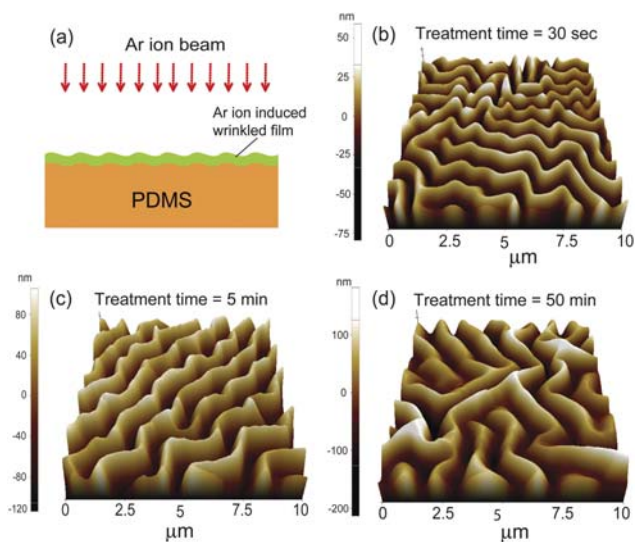 (a)
Ar ion beam
Ar ion induced
wrinkled film
PDMS
(b) Treatment time = 30 sec
nm
50
25
0
-25
-50
-75
0 2.5 5 7.5 10
μm
(c) Treatment time = 5 min
nm
80
40
0
-40
-80
-120
0 2.5 5 7.5 10
μm
(d) Treatment time = 50 min
nm
100
0
-100
-200
0 2.5 5 7.5 10
μm